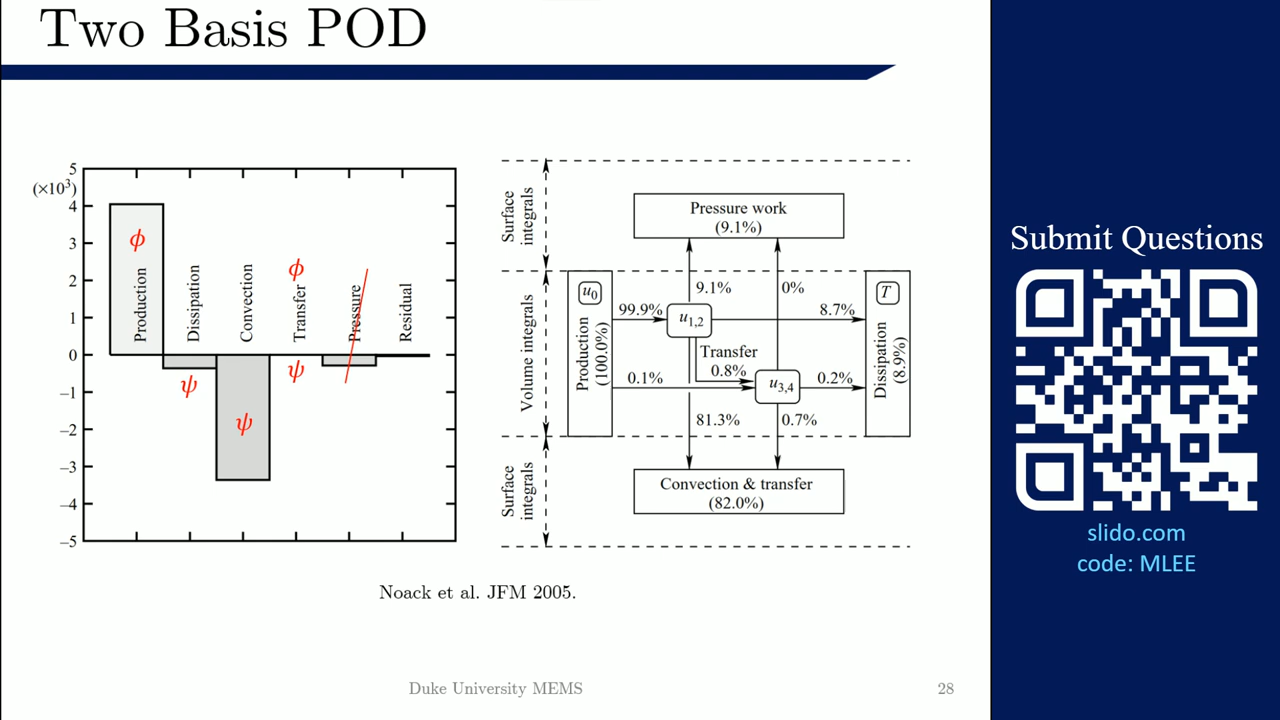 Two Basis POD
5
(×10³)
4
3
2
1
0
−1
−2
−3
−4
−5
ϕ
Production
Dissipation
ψ
Convection
ψ
ϕ
Transfer
ψ
Pressure
Residual
Surface
integrals
Volume integrals
Surface
integrals
Pressure work
(9.1%)
9.1%
0%
u₀
Production
(100.0%)
99.9%
u₁,₂
8.7%
Transfer
0.8%
0.1%
u₃,₄
0.2%
T
Dissipation
(8.9%)
81.3%
0.7%
Convection & transfer
(82.0%)
Noack et al. JFM 2005.
Duke University MEMS
28
Submit Questions
slido.com
code: MLEE